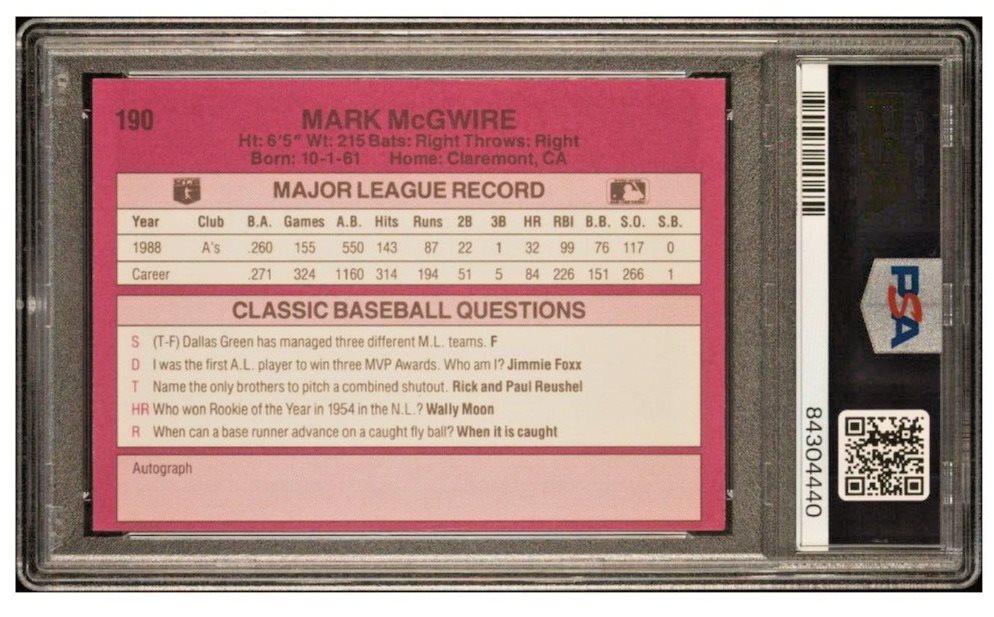 190
MARK McGWIRE
Ht: 6'5" Wt: 215 Bats: Right Throws: Right
Born: 10-1-61 Home: Claremont, CA
MAJOR LEAGUE RECORD
Year Club B.A. Games A.B. Hits Runs 2B 3B HR RBI B.B. S.O. S.B.
1988 A's .260 155 550 143 87 22 1 32 99 76 117 0
Career .271 324 1160 314 194 51 5 84 226 151 266 1
CLASSIC BASEBALL QUESTIONS
S (T-F) Dallas Green has managed three different M.L. teams. F
D I was the first A.L. player to win three MVP Awards. Who am I? Jimmie Foxx
T Name the only brothers to pitch a combined shutout. Rick and Paul Reushel
HR Who won Rookie of the Year in 1954 in the N.L.? Wally Moon
R When can a base runner advance on a caught fly ball? When it is caught
Autograph
PSA
84304440